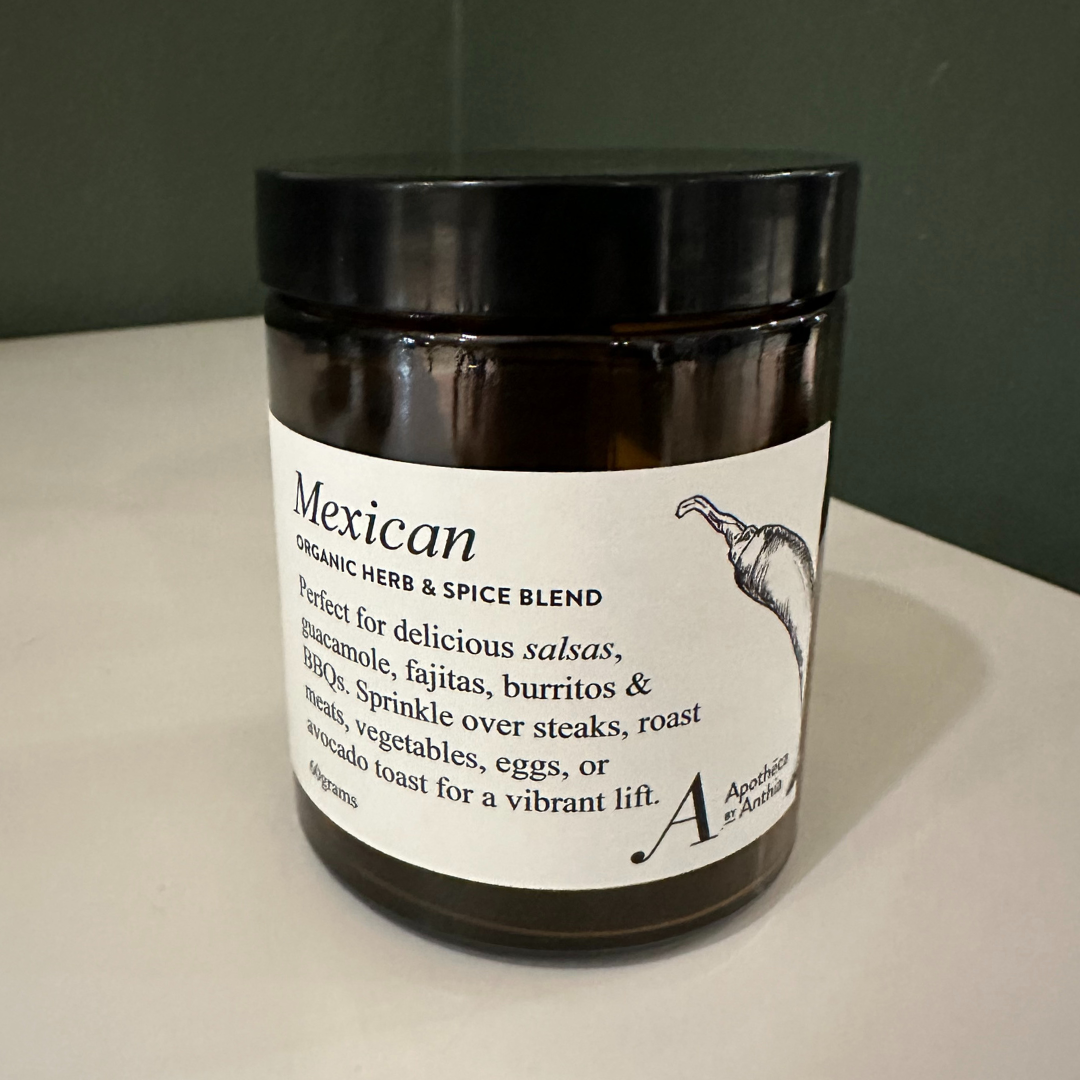 Mexican
ORGANIC HERB & SPICE BLEND
Perfect for delicious salsas,
guacamole, fajitas, burritos &
BBQs. Sprinkle over steaks, roast
meats, vegetables, eggs, or
avocado toast for a vibrant lift.
60grams
A Apothēca
BY Anthia